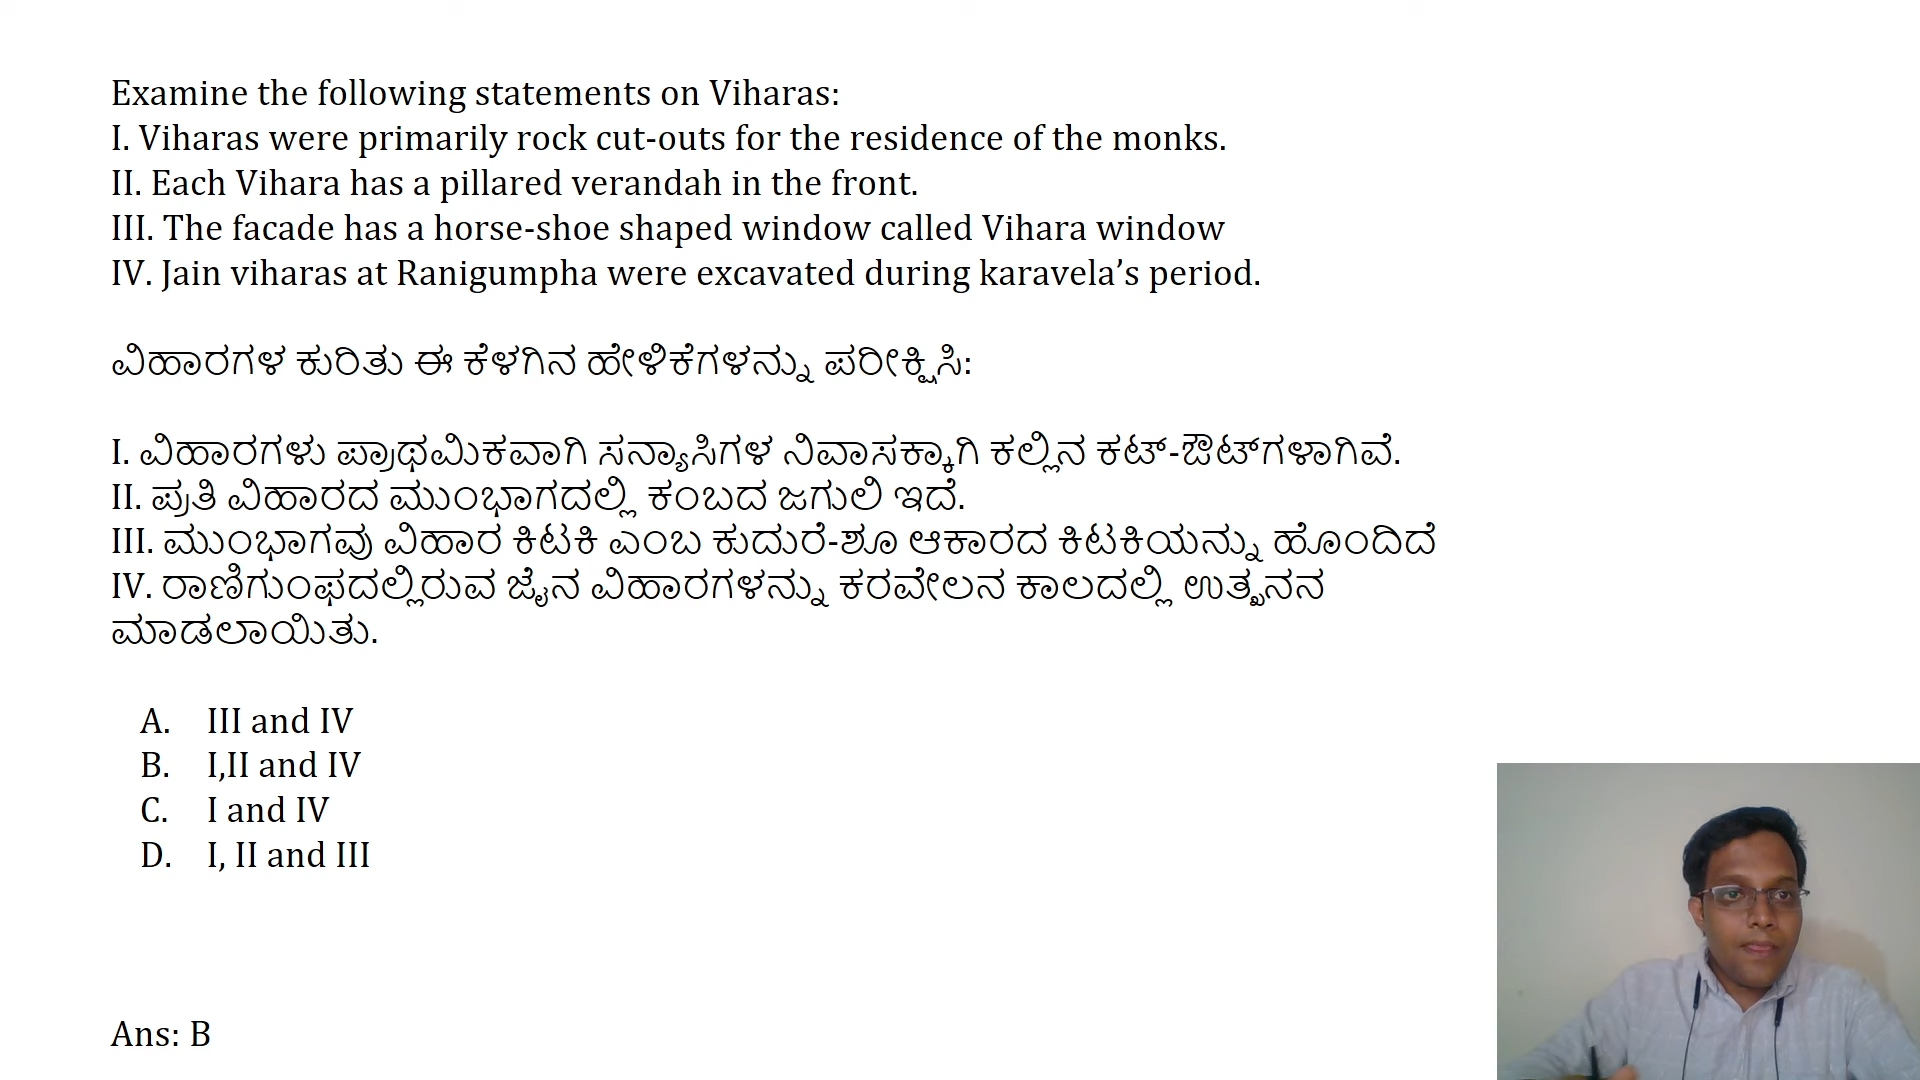 Examine the following statements on Viharas:
I. Viharas were primarily rock cut-outs for the residence of the monks.
II. Each Vihara has a pillared verandah in the front.
III. The facade has a horse-shoe shaped window called Vihara window
IV. Jain viharas at Ranigumpha were excavated during karavela’s period.
ವಿಹಾರಗಳ ಕುರಿತು ಈ ಕೆಳಗಿನ ಹೇಳಿಕೆಗಳನ್ನು ಪರೀಕ್ಷಿಸಿ:
I. ವಿಹಾರಗಳು ಪ್ರಾಥಮಿಕವಾಗಿ ಸನ್ಯಾಸಿಗಳ ನಿವಾಸಕ್ಕಾಗಿ ಕಲ್ಲಿನ ಕಟ್-ಔಟ್‌ಗಳಾಗಿವೆ.
II. ಪ್ರತಿ ವಿಹಾರದ ಮುಂಭಾಗದಲ್ಲಿ ಕಂಬದ ಜಗುಲಿ ಇದೆ.
III. ಮುಂಭಾಗವು ವಿಹಾರ ಕಿಟಕಿ ಎಂಬ ಕುದುರೆ-ಶೂ ಆಕಾರದ ಕಿಟಕಿಯನ್ನು ಹೊಂದಿದೆ
IV. ರಾಣಿಗುಂಫದಲ್ಲಿರುವ ಜೈನ ವಿಹಾರಗಳನ್ನು ಕರವೇಲನ ಕಾಲದಲ್ಲಿ ಉತ್ಖನನ
ಮಾಡಲಾಯಿತು.
A. III and IV
B. I,II and IV
C. I and IV
D. I, II and III
Ans: B